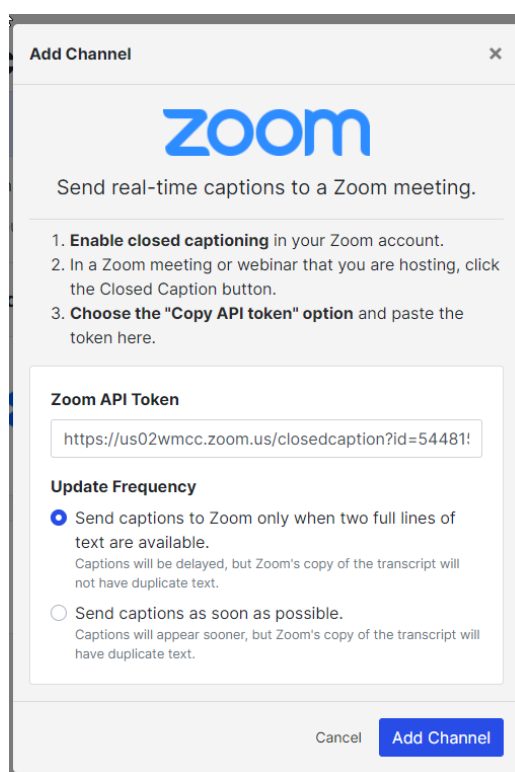 Add Channel ×
zoom
Send real-time captions to a Zoom meeting.
1. Enable closed captioning in your Zoom account.
2. In a Zoom meeting or webinar that you are hosting, click
the Closed Caption button.
3. Choose the "Copy API token" option and paste the
token here.
Zoom API Token
https://us02wmcc.zoom.us/closedcaption?id=54481
Update Frequency
Send captions to Zoom only when two full lines of
text are available.
Captions will be delayed, but Zoom's copy of the transcript will
not have duplicate text.
Send captions as soon as possible.
Captions will appear sooner, but Zoom's copy of the transcript will
have duplicate text.
Cancel Add Channel